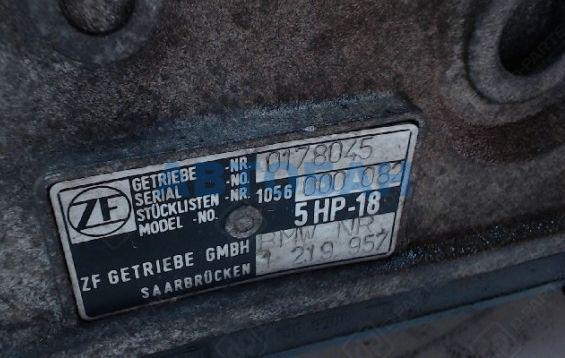 ZF
GETRIEBE -NR. 0178045
SERIAL -NO.
STÜCKLISTEN -NR. 1056 000 082
MODEL -NO.
5 HP-18
ZF GETRIEBE GMBH BMW NR.
SAARBRÜCKEN 1 219 957